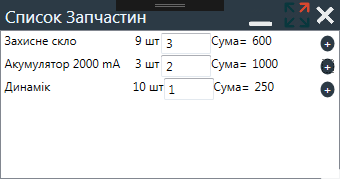 Список Запчастин
Захисне скло 9 шт 3 Сума= 600
Акумулятор 2000 mA 3 шт 2 Сума= 1000
Динамік 10 шт 1 Сума= 250